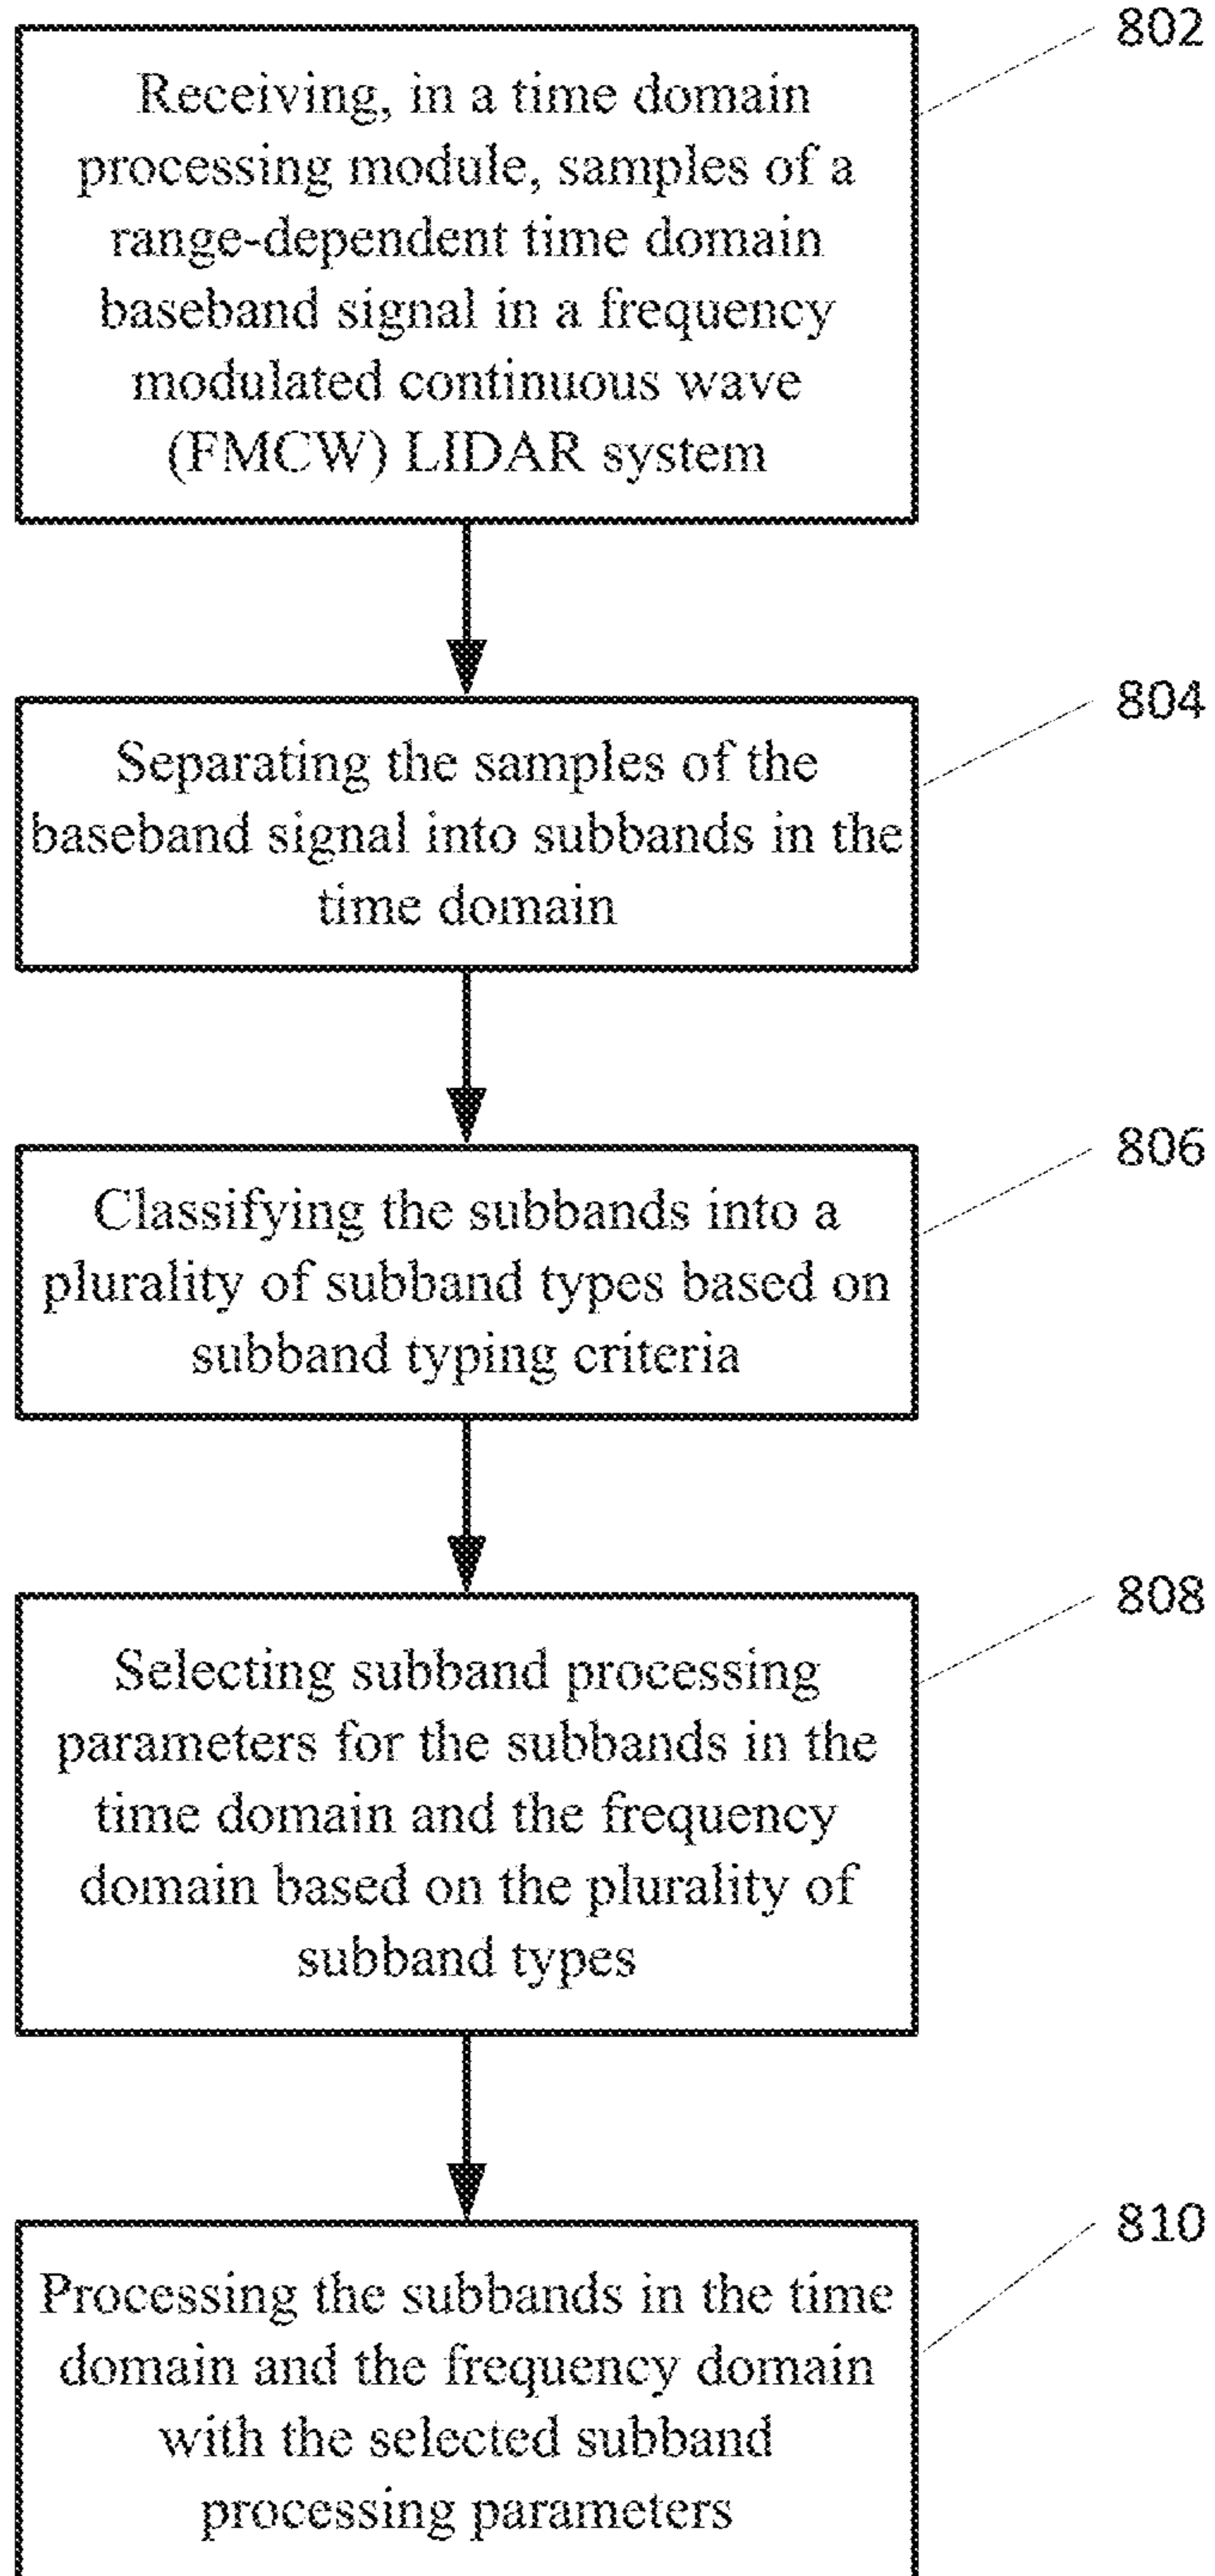 802
Receiving, in a time domain
processing module, samples of a
range-dependent time domain
baseband signal in a frequency
modulated continuous wave
(FMCW) LIDAR system
804
Separating the samples of the
baseband signal into subbands in the
time domain
806
Classifying the subbands into a
plurality of subband types based on
subband typing criteria
808
Selecting subband processing
parameters for the subbands in the
time domain and the frequency
domain based on the plurality of
subband types
810
Processing the subbands in the time
domain and the frequency domain
with the selected subband
processing parameters